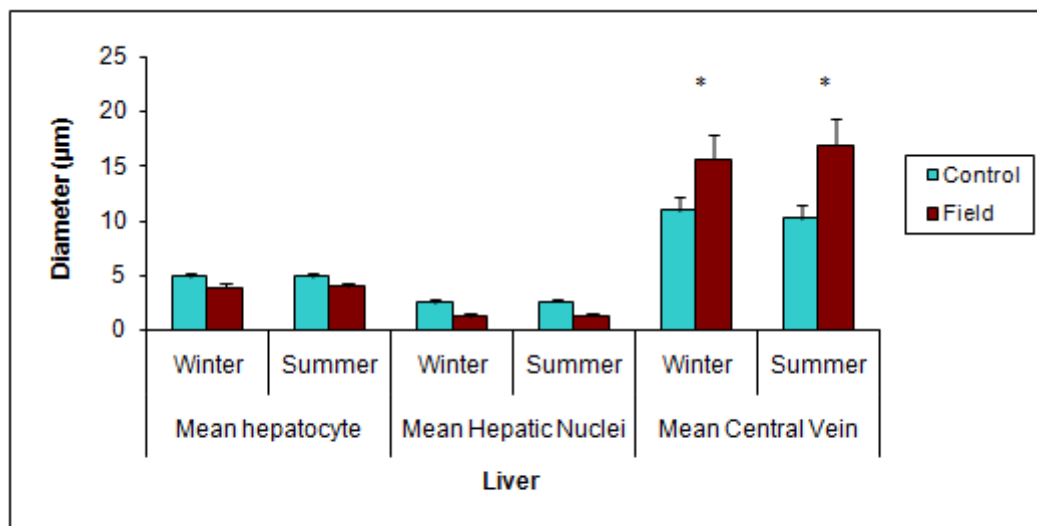 25
20
15
10
5
0
Diameter (µm)
*
*
Control
Field
Winter
Summer
Winter
Summer
Winter
Summer
Mean hepatocyte
Mean Hepatic Nuclei
Mean Central Vein
Liver